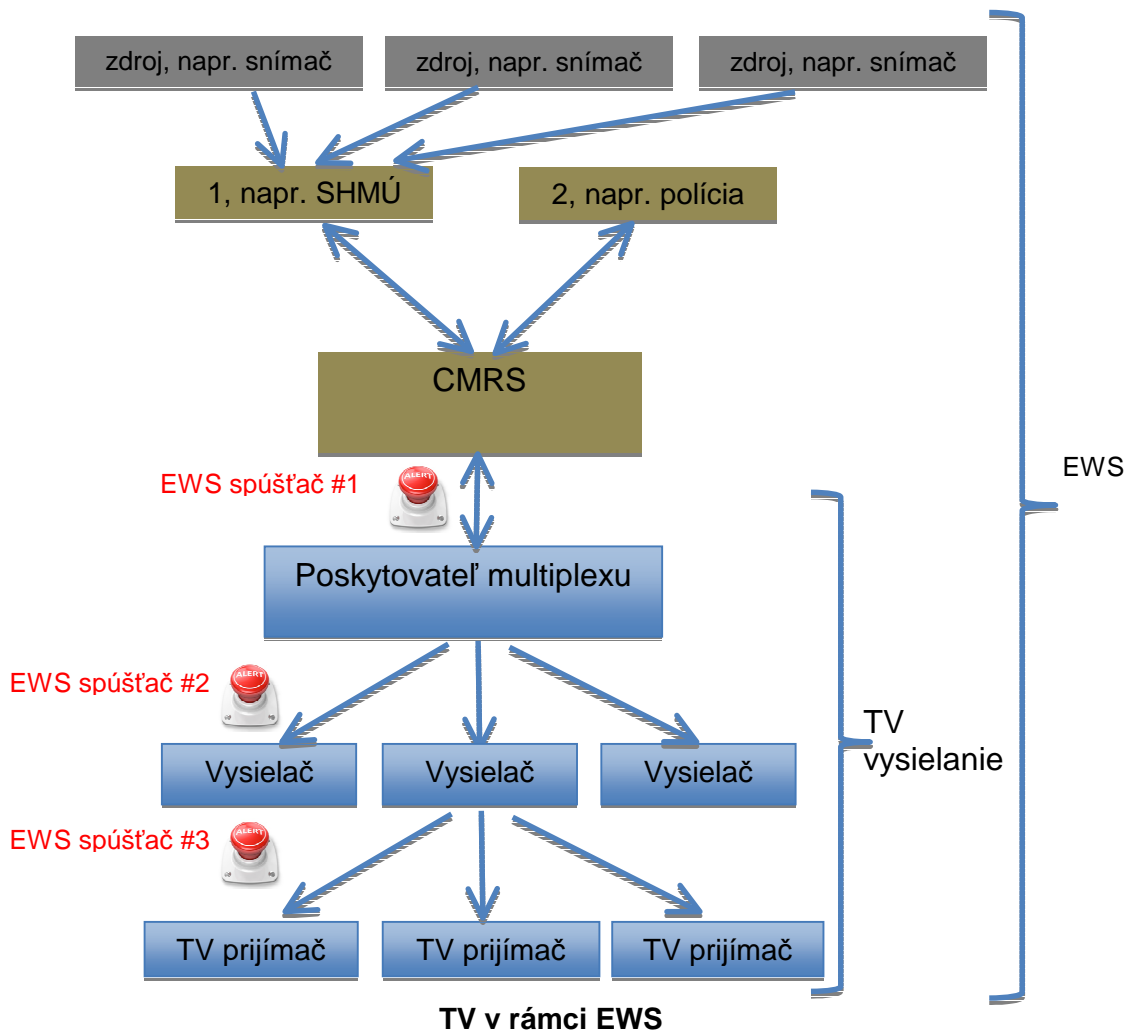 zdroj, napr. snímač
zdroj, napr. snímač
zdroj, napr. snímač
1, napr. SHMÚ
2, napr. polícia
CMRS
EWS spúšťač #1
ALERT
EWS
Poskytovateľ multiplexu
EWS spúšťač #2
ALERT
TV
vysielanie
Vysielač
Vysielač
Vysielač
EWS spúšťač #3
ALERT
TV prijímač
TV prijímač
TV prijímač
TV v rámci EWS